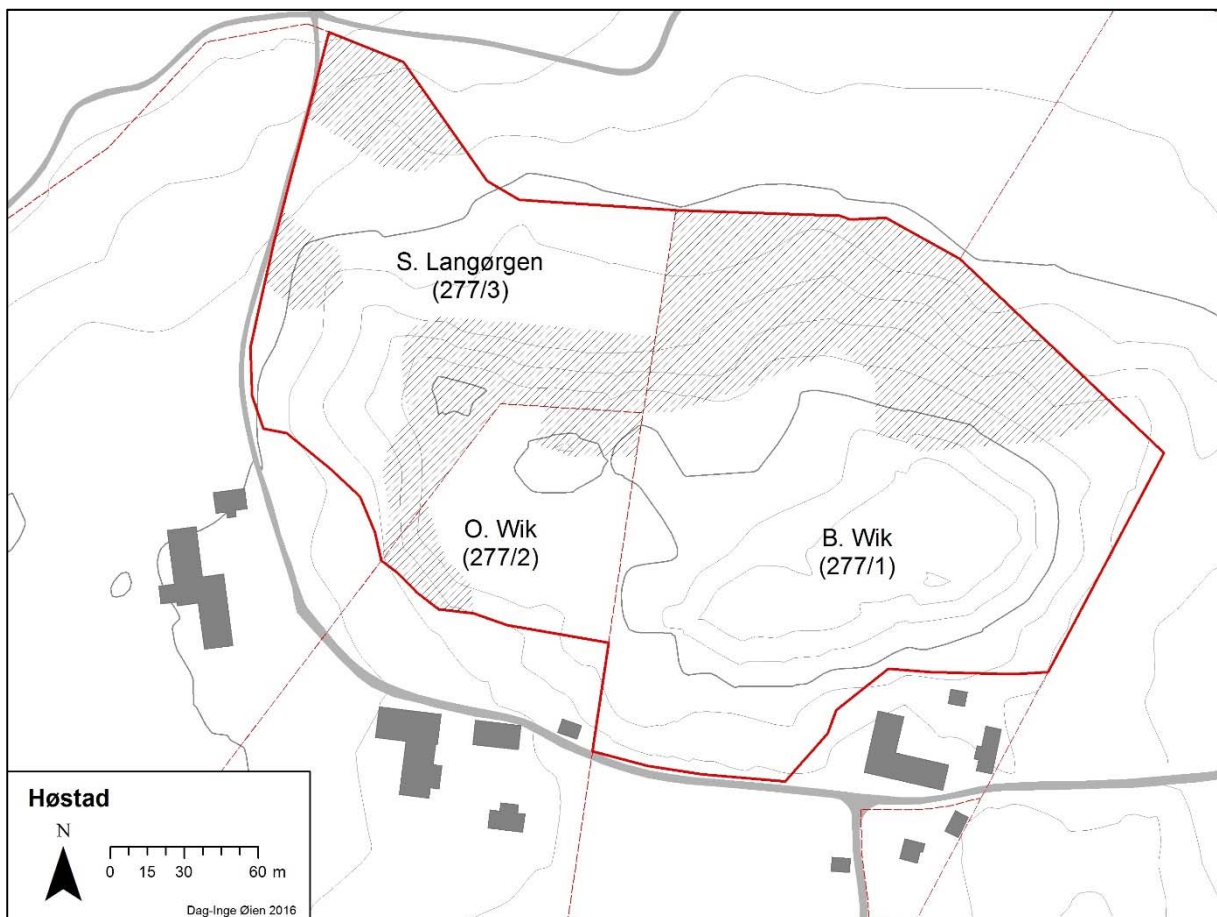 S. Langørgen
(277/3)
O. Wik
(277/2)
B. Wik
(277/1)
Høstad
N
0 15 30 60 m
Dag-Inge Øien 2016